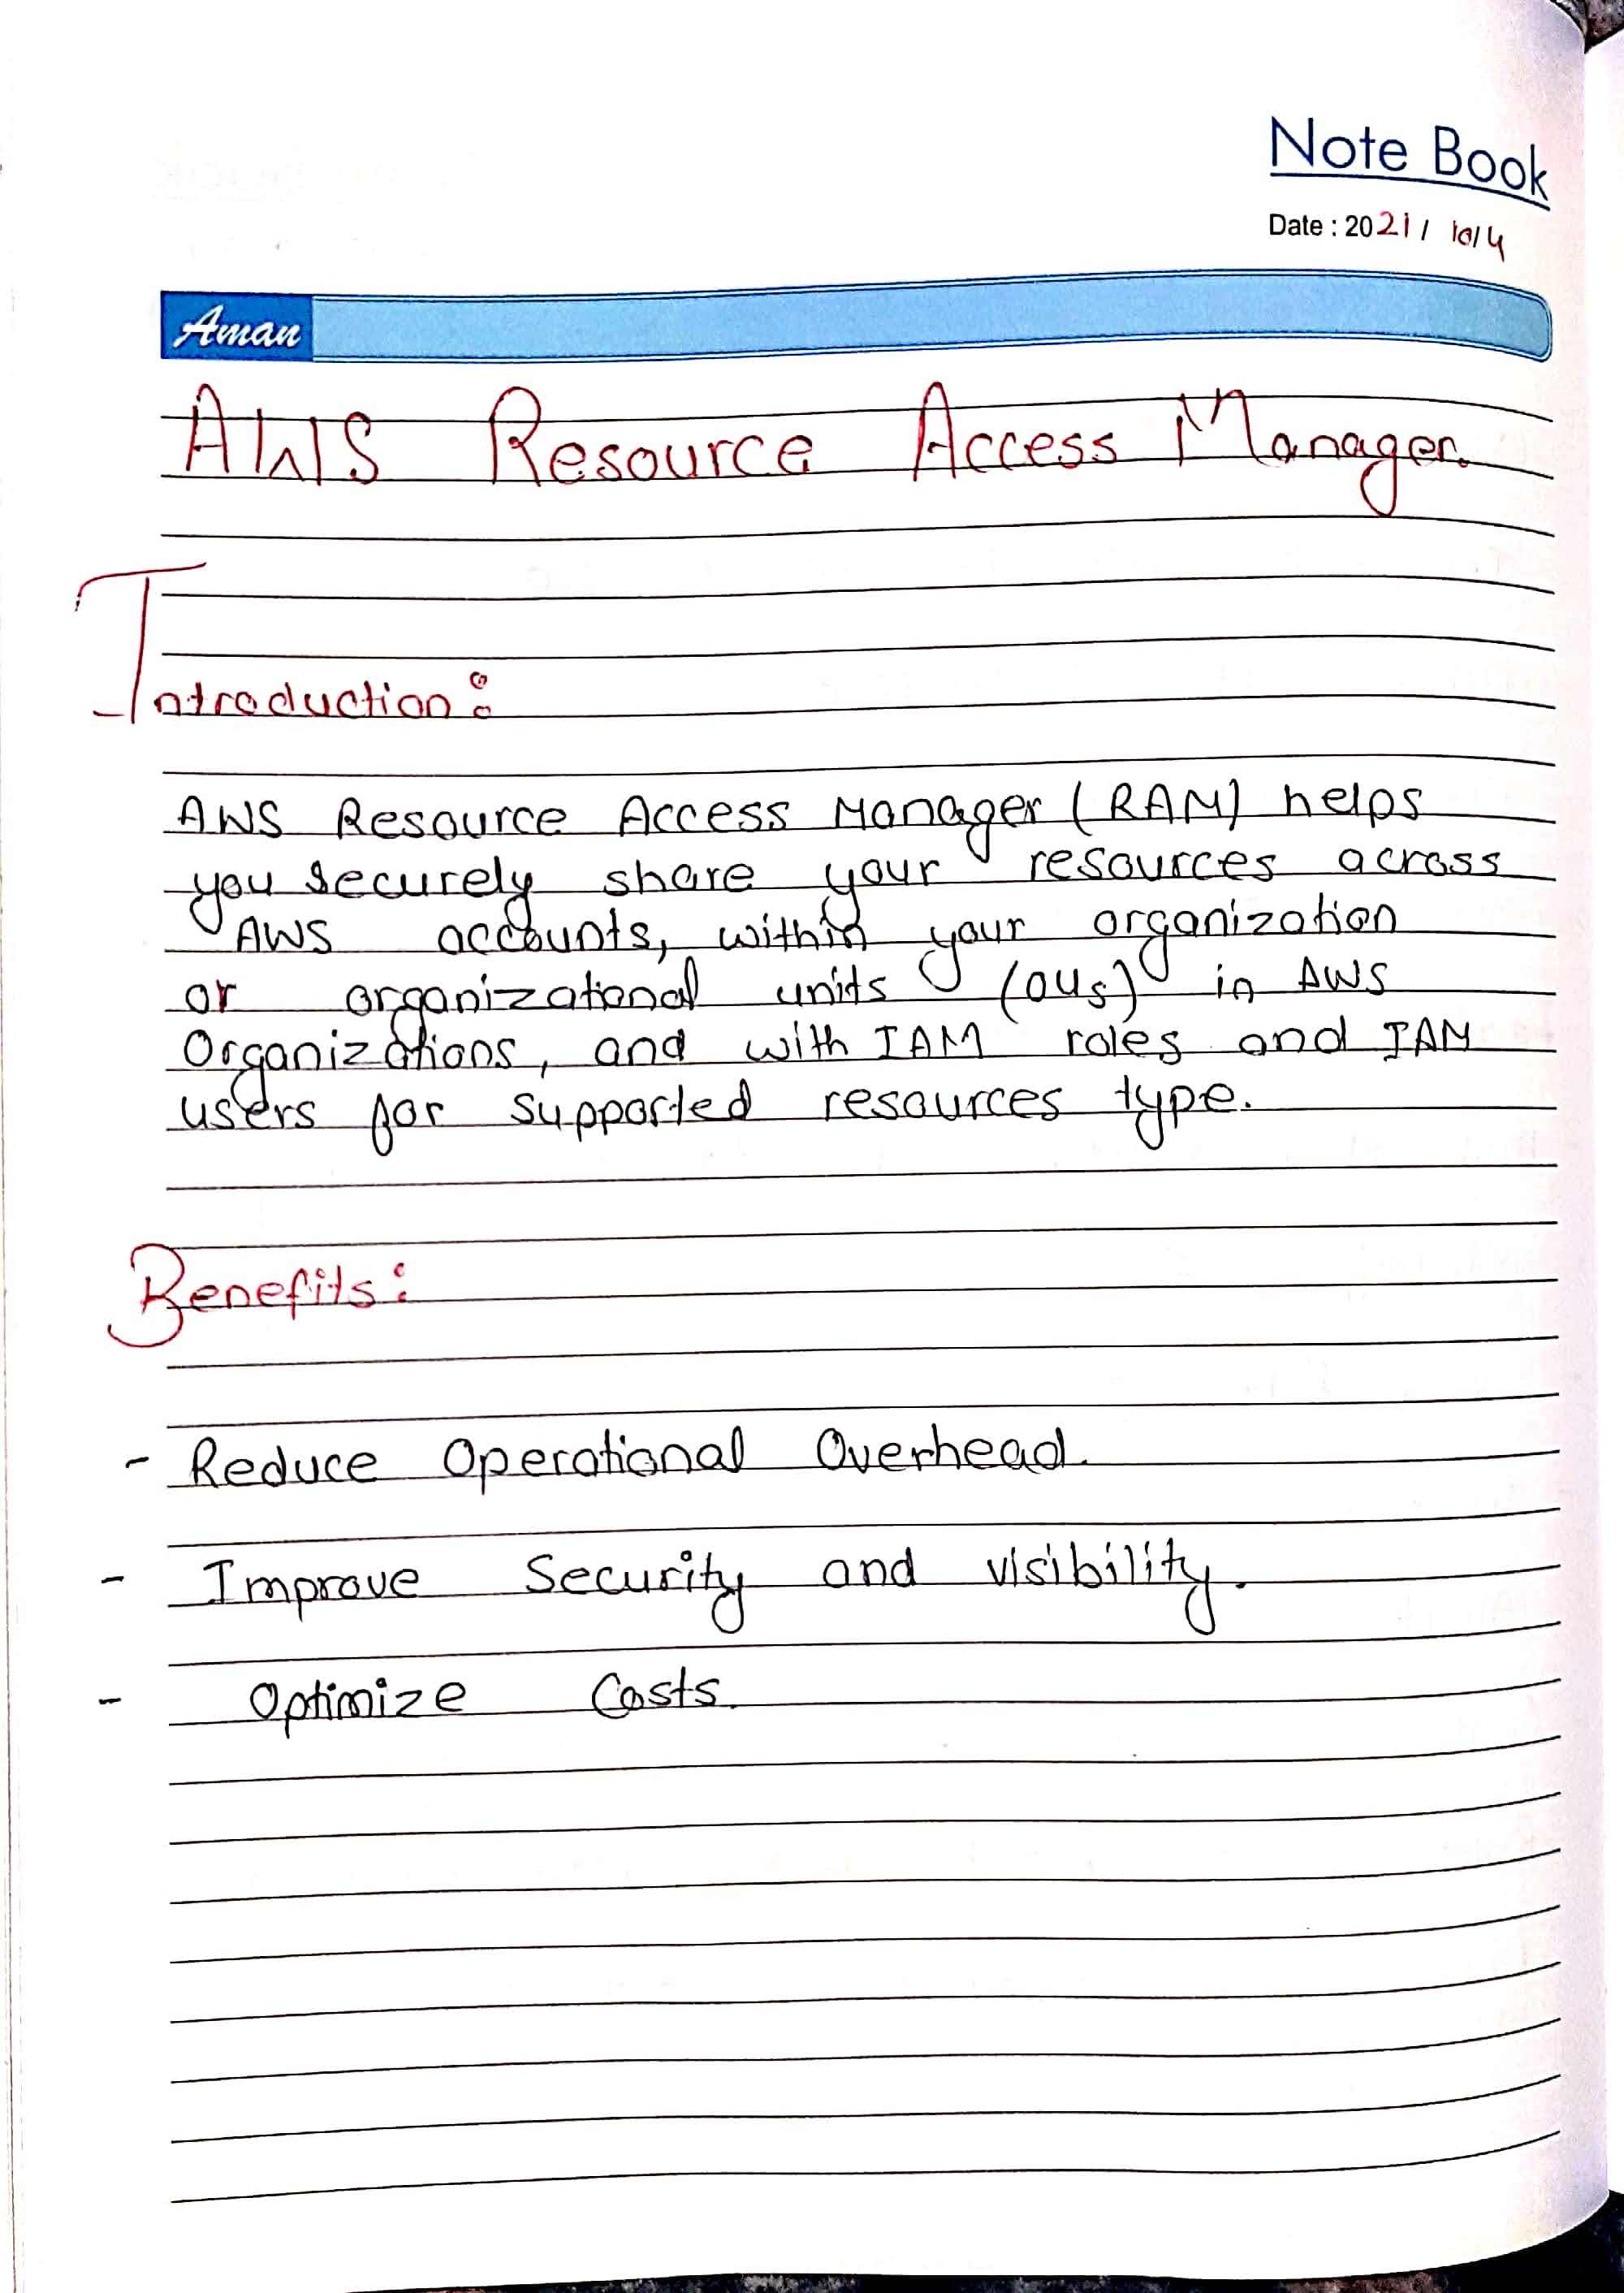 Note Book
Date : 2021 / 10/4
Aman
AWS Resource Access Manager.
Introduction:
AWS Resource Access Manager (RAM) helps
you securely share your resources across
AWS accounts, within your organization
or organizational units (OUs) in AWS
Organizations, and with IAM roles and IAM
users for supported resources type.
Benefits:
- Reduce Operational Overhead.
- Improve Security and visibility.
- Optimize Costs.